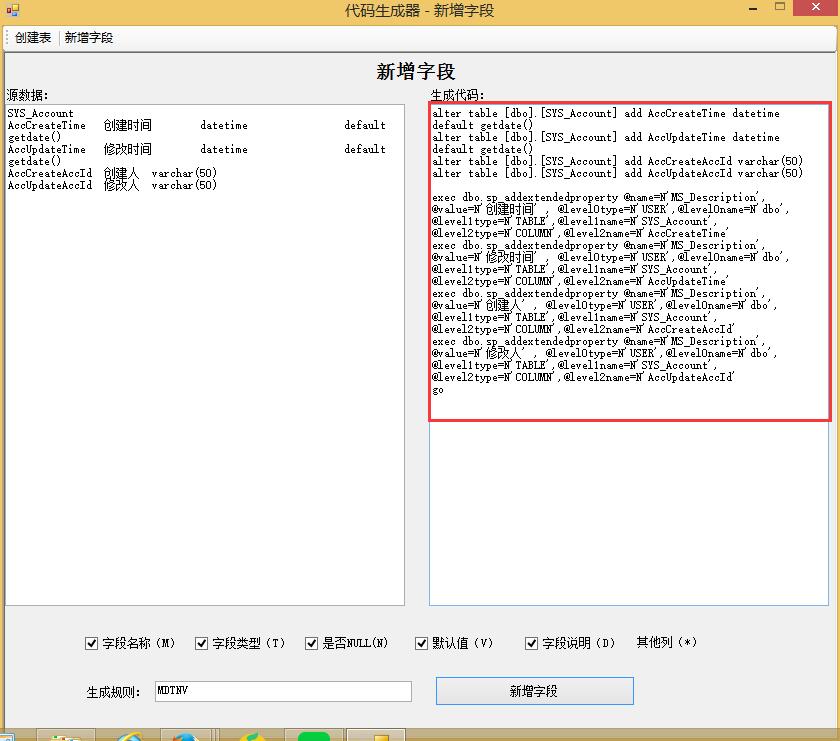 代码生成器 - 新增字段
创建表 新增字段
新增字段
源数据：
SYS_Account
AccCreateTime 创建时间 datetime default
getdate()
AccUpdateTime 修改时间 datetime default
getdate()
AccCreateAccId 创建人 varchar(50)
AccUpdateAccId 修改人 varchar(50)
生成代码：
alter table [dbo].[SYS_Account] add AccCreateTime datetime
default getdate()
alter table [dbo].[SYS_Account] add AccUpdateTime datetime
default getdate()
alter table [dbo].[SYS_Account] add AccCreateAccId varchar(50)
alter table [dbo].[SYS_Account] add AccUpdateAccId varchar(50)
exec dbo.sp_addextendedproperty @name=N'MS_Description',
@value=N'创建时间' , @level0type=N'USER',@level0name=N'dbo',
@level1type=N'TABLE',@level1name=N'SYS_Account',
@level2type=N'COLUMN',@level2name=N'AccCreateTime'
exec dbo.sp_addextendedproperty @name=N'MS_Description',
@value=N'修改时间' , @level0type=N'USER',@level0name=N'dbo',
@level1type=N'TABLE',@level1name=N'SYS_Account',
@level2type=N'COLUMN',@level2name=N'AccUpdateTime'
exec dbo.sp_addextendedproperty @name=N'MS_Description',
@value=N'创建人' , @level0type=N'USER',@level0name=N'dbo',
@level1type=N'TABLE',@level1name=N'SYS_Account',
@level2type=N'COLUMN',@level2name=N'AccCreateAccId'
exec dbo.sp_addextendedproperty @name=N'MS_Description',
@value=N'修改人' , @level0type=N'USER',@level0name=N'dbo',
@level1type=N'TABLE',@level1name=N'SYS_Account',
@level2type=N'COLUMN',@level2name=N'AccUpdateAccId'
go
字段名称（M） 字段类型（T） 是否NULL(N) 默认值（V） 字段说明（D） 其他列（*）
生成规则： MDTNV 新增字段